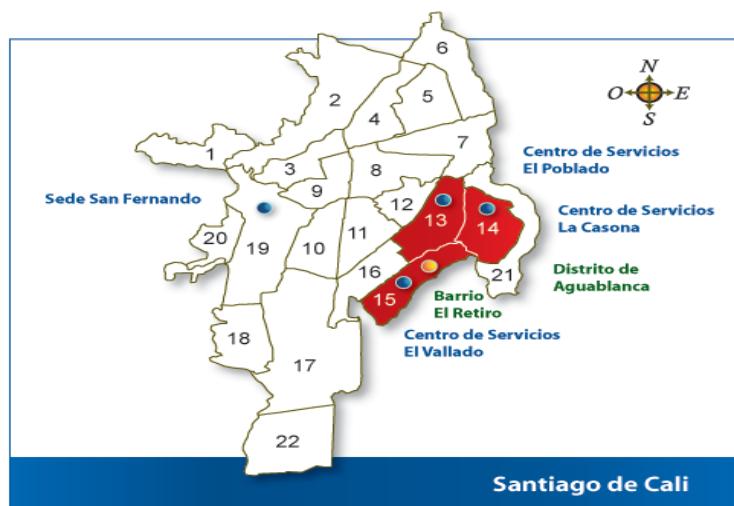 6
N
O
E
S
2
5
4
7
1
3
8
Centro de Servicios
El Poblado
9
12
Sede San Fernando
13
14
Centro de Servicios
La Casona
20
19
10
11
16
21
Distrito de
Aguablanca
15
Barrio
El Retiro
Centro de Servicios
El Vallado
18
17
22
Santiago de Cali